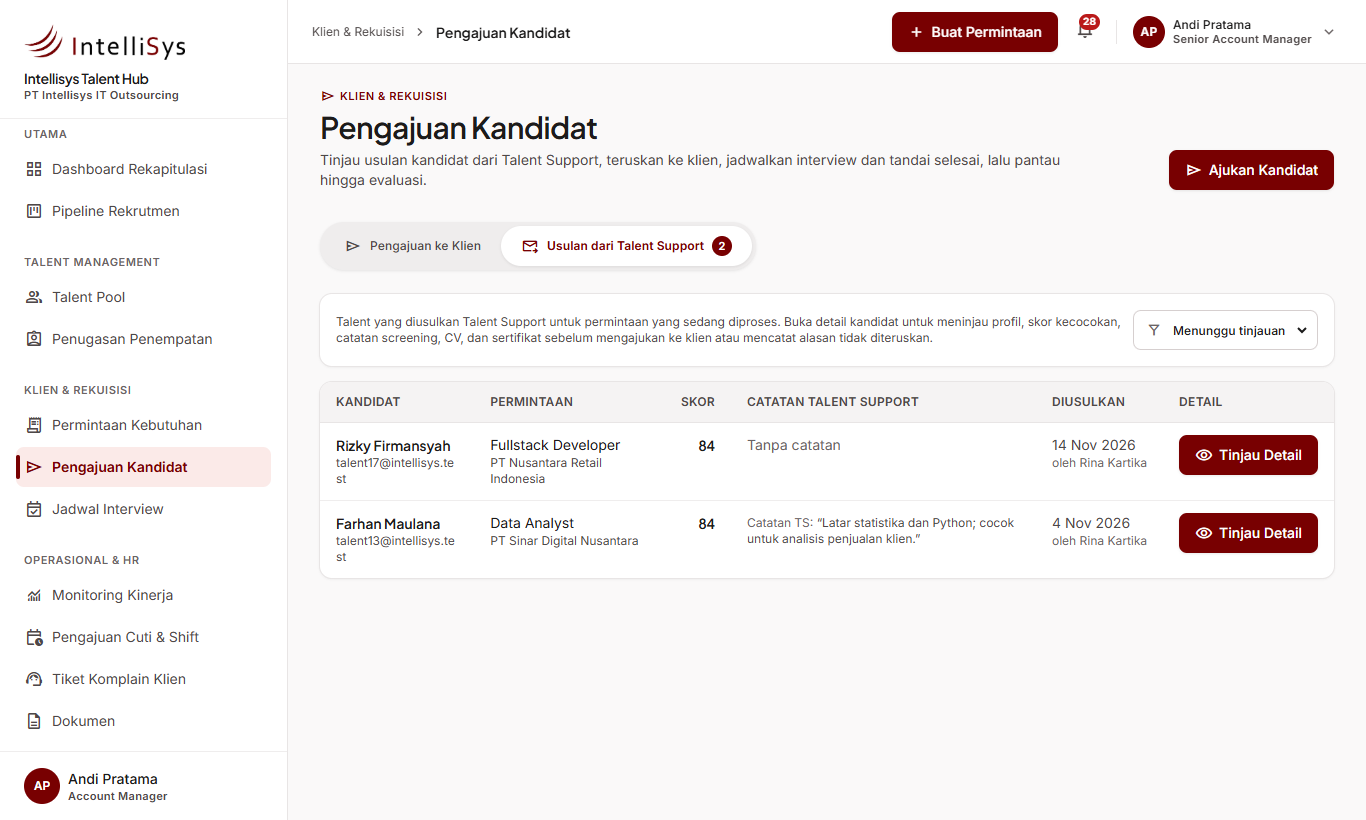 IntelliSys
Intellisys Talent Hub
PT Intellisys IT Outsourcing
UTAMA
Dashboard Rekapitulasi
Pipeline Rekrutmen
TALENT MANAGEMENT
Talent Pool
Penugasan Penempatan
KLIEN & REKUISISI
Permintaan Kebutuhan
Pengajuan Kandidat
Jadwal Interview
OPERASIONAL & HR
Monitoring Kinerja
Pengajuan Cuti & Shift
Tiket Komplain Klien
Dokumen
AP
Andi Pratama
Account Manager
Klien & Rekuisisi > Pengajuan Kandidat
+ Buat Permintaan
28
AP
Andi Pratama
Senior Account Manager
KLIEN & REKUISISI
Pengajuan Kandidat
Tinjau usulan kandidat dari Talent Support, teruskan ke klien, jadwalkan interview dan tandai selesai, lalu pantau
hingga evaluasi.
Ajukan Kandidat
Pengajuan ke Klien
Usulan dari Talent Support 2
Talent yang diusulkan Talent Support untuk permintaan yang sedang diproses. Buka detail kandidat untuk meninjau profil, skor kecocokan,
catatan screening, CV, dan sertifikat sebelum mengajukan ke klien atau mencatat alasan tidak diteruskan.
Menunggu tinjauan
KANDIDAT PERMINTAAN SKOR CATATAN TALENT SUPPORT DIUSULKAN DETAIL
Rizky Firmansyah
talent17@intellisys.te
st
Fullstack Developer
PT Nusantara Retail
Indonesia
84
Tanpa catatan
14 Nov 2026
oleh Rina Kartika
Tinjau Detail
Farhan Maulana
talent13@intellisys.te
st
Data Analyst
PT Sinar Digital Nusantara
84
Catatan TS: “Latar statistika dan Python; cocok
untuk analisis penjualan klien.”
4 Nov 2026
oleh Rina Kartika
Tinjau Detail